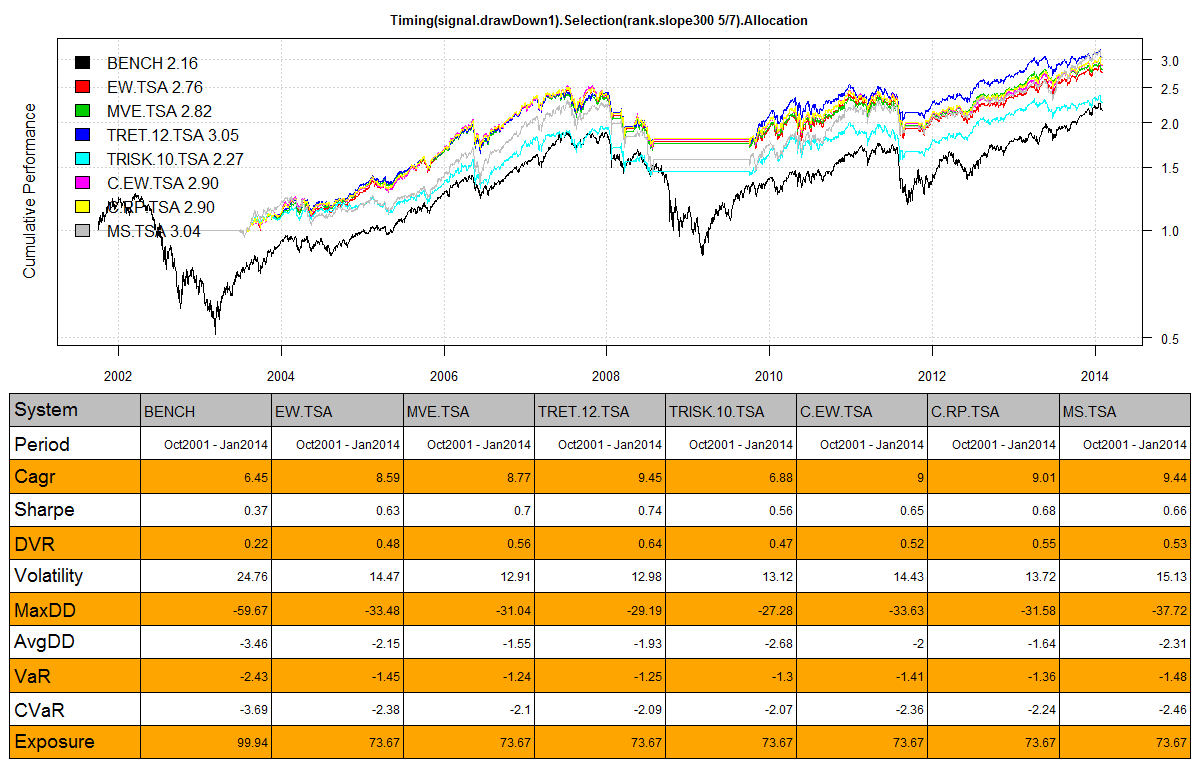 Timing(signal.drawDown1).Selection(rank.slope300 5/7).Allocation
Cumulative Performance
BENCH 2.16
EW.TSA 2.76
MVE.TSA 2.82
TRET.12.TSA 3.05
TRISK.10.TSA 2.27
C.EW.TSA 2.90
C.RP.TSA 2.90
MS.TSA 3.04
3.0
2.5
2.0
1.5
1.0
0.5
2002 2004 2006 2008 2010 2012 2014
System BENCH EW.TSA MVE.TSA TRET.12.TSA TRISK.10.TSA C.EW.TSA C.RP.TSA MS.TSA
Period Oct2001 - Jan2014 Oct2001 - Jan2014 Oct2001 - Jan2014 Oct2001 - Jan2014 Oct2001 - Jan2014 Oct2001 - Jan2014 Oct2001 - Jan2014 Oct2001 - Jan2014
Cagr 6.45 8.59 8.77 9.45 6.88 9 9.01 9.44
Sharpe 0.37 0.63 0.7 0.74 0.56 0.65 0.68 0.66
DVR 0.22 0.48 0.56 0.64 0.47 0.52 0.55 0.53
Volatility 24.76 14.47 12.91 12.98 13.12 14.43 13.72 15.13
MaxDD -59.67 -33.48 -31.04 -29.19 -27.28 -33.63 -31.58 -37.72
AvgDD -3.46 -2.15 -1.55 -1.93 -2.68 -2 -1.64 -2.31
VaR -2.43 -1.45 -1.24 -1.25 -1.3 -1.41 -1.36 -1.48
CVaR -3.69 -2.38 -2.1 -2.09 -2.07 -2.36 -2.24 -2.46
Exposure 99.94 73.67 73.67 73.67 73.67 73.67 73.67 73.67